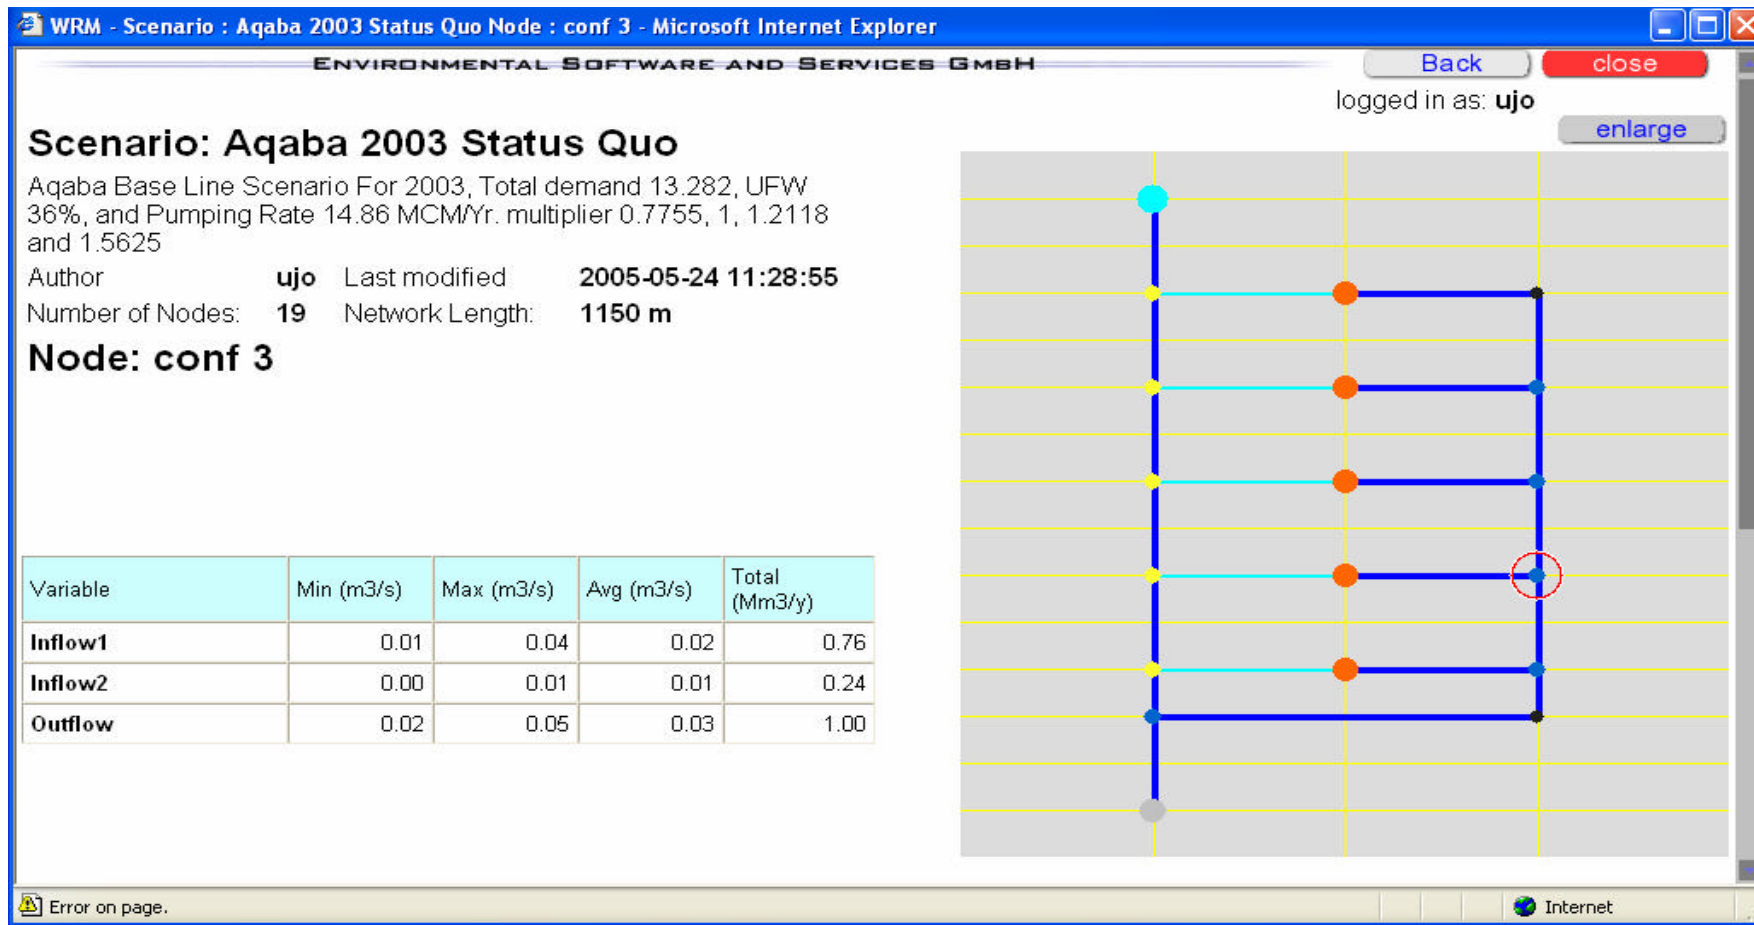 WRM - Scenario : Aqaba 2003 Status Quo Node : conf 3 - Microsoft Internet Explorer
ENVIRONMENTAL SOFTWARE AND SERVICES GMBH
Back
close
logged in as: ujo
enlarge
Scenario: Aqaba 2003 Status Quo
Aqaba Base Line Scenario For 2003, Total demand 13.282, UFW
36%, and Pumping Rate 14.86 MCM/Yr. multiplier 0.7755, 1, 1.2118
and 1.5625
Author ujo Last modified 2005-05-24 11:28:55
Number of Nodes: 19 Network Length: 1150 m
Node: conf 3
Variable Min (m3/s) Max (m3/s) Avg (m3/s) Total (Mm3/y)
Inflow1 0.01 0.04 0.02 0.76
Inflow2 0.00 0.01 0.01 0.24
Outflow 0.02 0.05 0.03 1.00
Error on page.
Internet